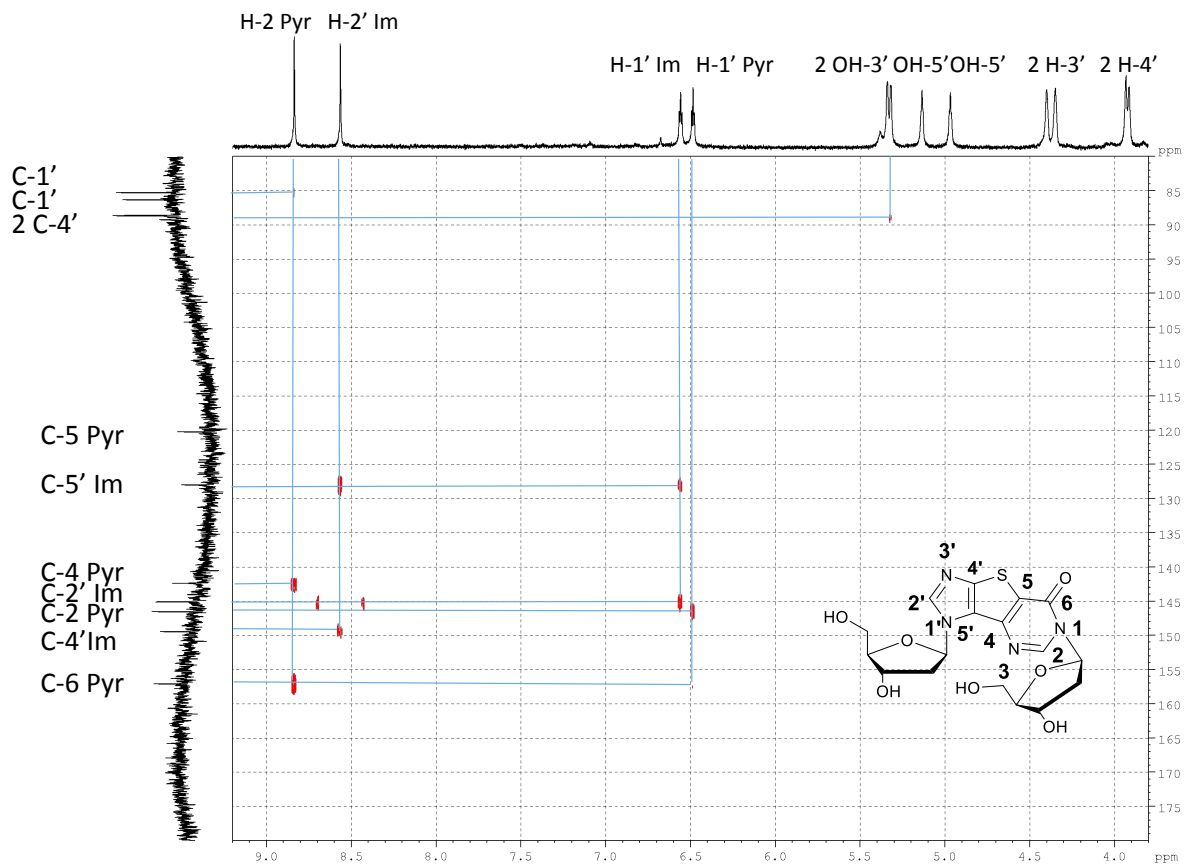 H-2 Pyr H-2’ Im
H-1’ Im H-1’ Pyr 2 OH-3’ OH-5’OH-5’ 2 H-3’ 2 H-4’
ppm
C-1’
C-1’
2 C-4’
C-5 Pyr
C-5’ Im
C-4 Pyr
C-2’ Im
C-2 Pyr
C-4’Im
C-6 Pyr
85
90
95
100
105
110
115
120
125
130
135
140
145
150
155
160
165
170
175
3' 4' S 5 O
N
2' 6
HO N N 1
1' 5' 4
O N 2
3 O
HO
OH
OH
9.0 8.5 8.0 7.5 7.0 6.5 6.0 5.5 5.0 4.5 4.0 ppm